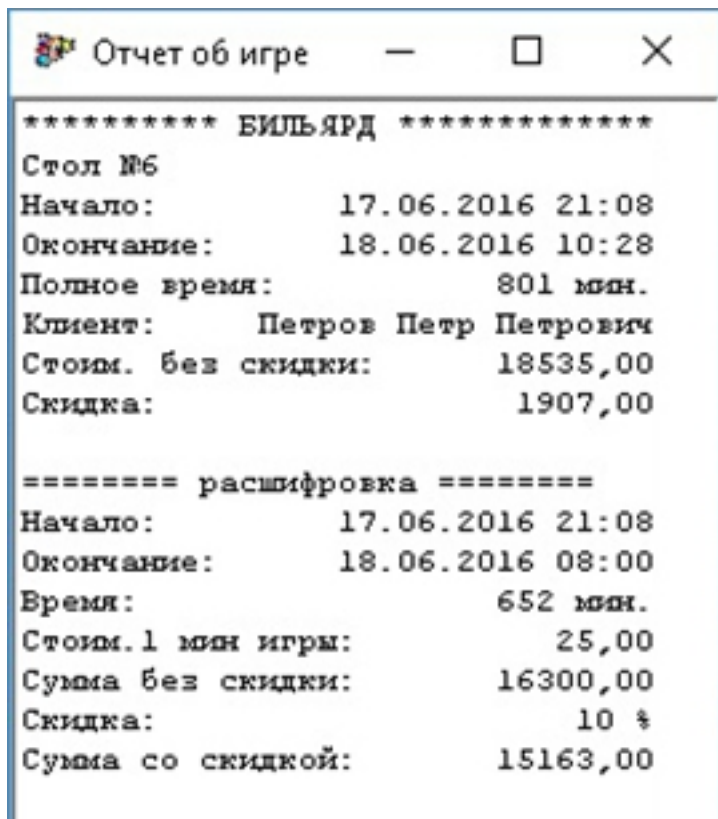 Отчет об игре
********** БИЛЬЯРД *************
Стол №6
Начало: 17.06.2016 21:08
Окончание: 18.06.2016 10:28
Полное время: 801 мин.
Клиент: Петров Петр Петрович
Стоим. без скидки: 18535,00
Скидка: 1907,00
======== расшифровка ========
Начало: 17.06.2016 21:08
Окончание: 18.06.2016 08:00
Время: 652 мин.
Стоим.1 мин игры: 25,00
Сумма без скидки: 16300,00
Скидка: 10 %
Сумма со скидкой: 15163,00